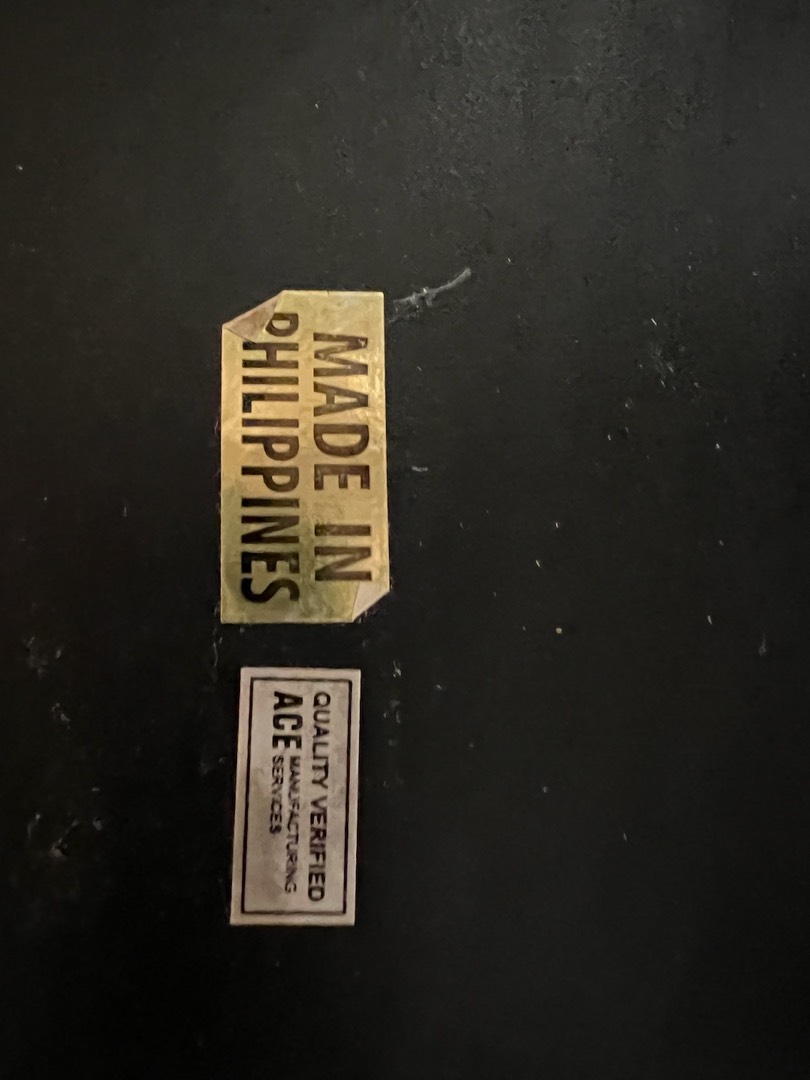 MADE IN
PHILIPPINES
QUALITY VERIFIED
ACE MANUFACTURING
SERVICES